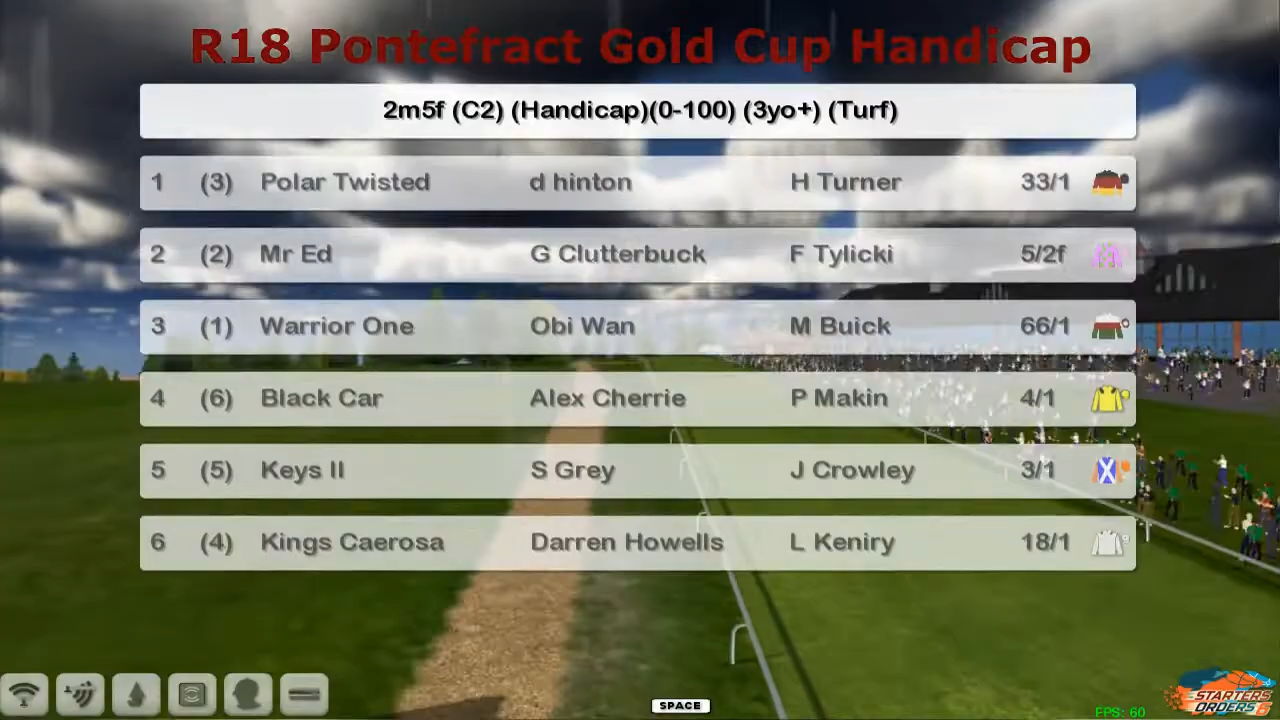 R18 Pontefract Gold Cup Handicap
2m5f (C2) (Handicap)(0-100) (3yo+) (Turf)
1 (3) Polar Twisted d hinton H Turner 33/1
2 (2) Mr Ed G Clutterbuck F Tylicki 5/2f
3 (1) Warrior One Obi Wan M Buick 66/1
4 (6) Black Car Alex Cherrie P Makin 4/1
5 (5) Keys II S Grey J Crowley 3/1
6 (4) Kings Caerosa Darren Howells L Keniry 18/1
SPACE
STARTERS
ORDERS 6
FPS: 60